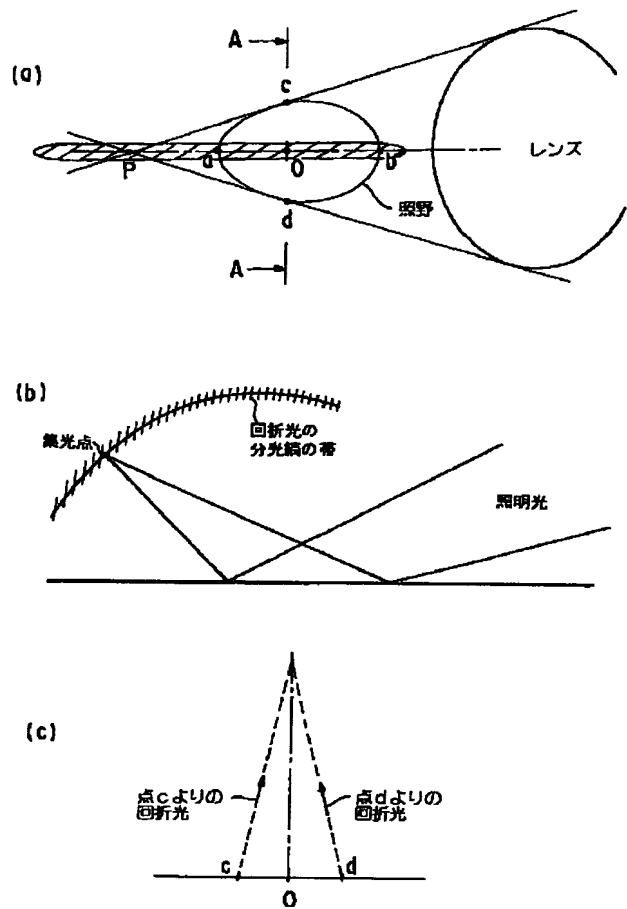 (a)
A
A
c
P
a
O
b
d
レンズ
照野
(b)
集光点
回折光の
分光縞の帯
照明光
(c)
点cよりの
回折光
点dよりの
回折光
c
O
d